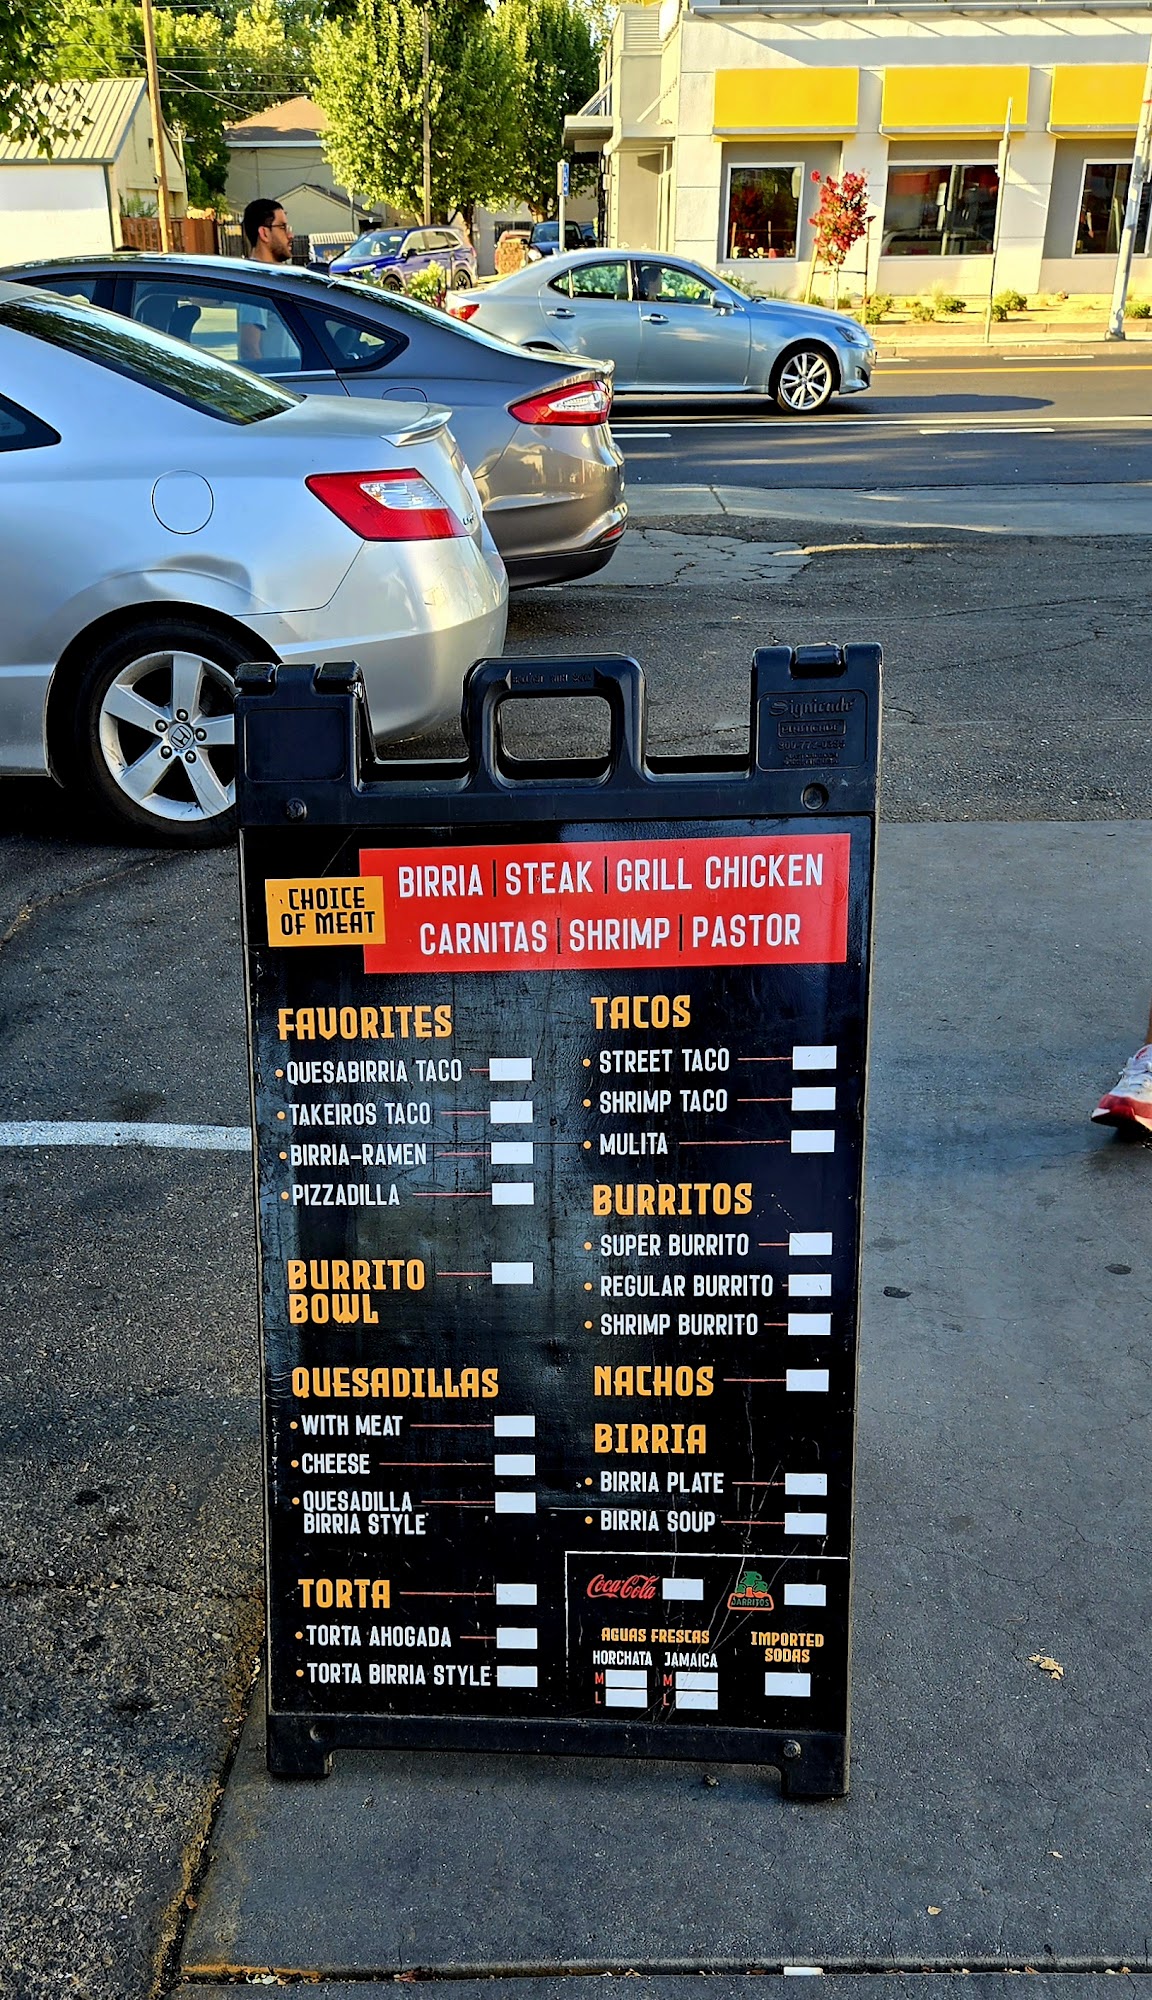 Signicade
CHOICE
OF MEAT
BIRRIA | STEAK | GRILL CHICKEN
CARNITAS | SHRIMP | PASTOR
FAVORITES
• QUESABIRRIA TACO
• TAKEIROS TACO
• BIRRIA-RAMEN
• PIZZADILLA
BURRITO
BOWL
QUESADILLAS
• WITH MEAT
• CHEESE
• QUESADILLA
BIRRIA STYLE
TORTA
• TORTA AHOGADA
• TORTA BIRRIA STYLE
TACOS
• STREET TACO
• SHRIMP TACO
• MULITA
BURRITOS
• SUPER BURRITO
• REGULAR BURRITO
• SHRIMP BURRITO
NACHOS
BIRRIA
• BIRRIA PLATE
• BIRRIA SOUP
Coca-Cola
JARRITOS
AGUAS FRESCAS
HORCHATA JAMAICA
M M
L L
IMPORTED
SODAS